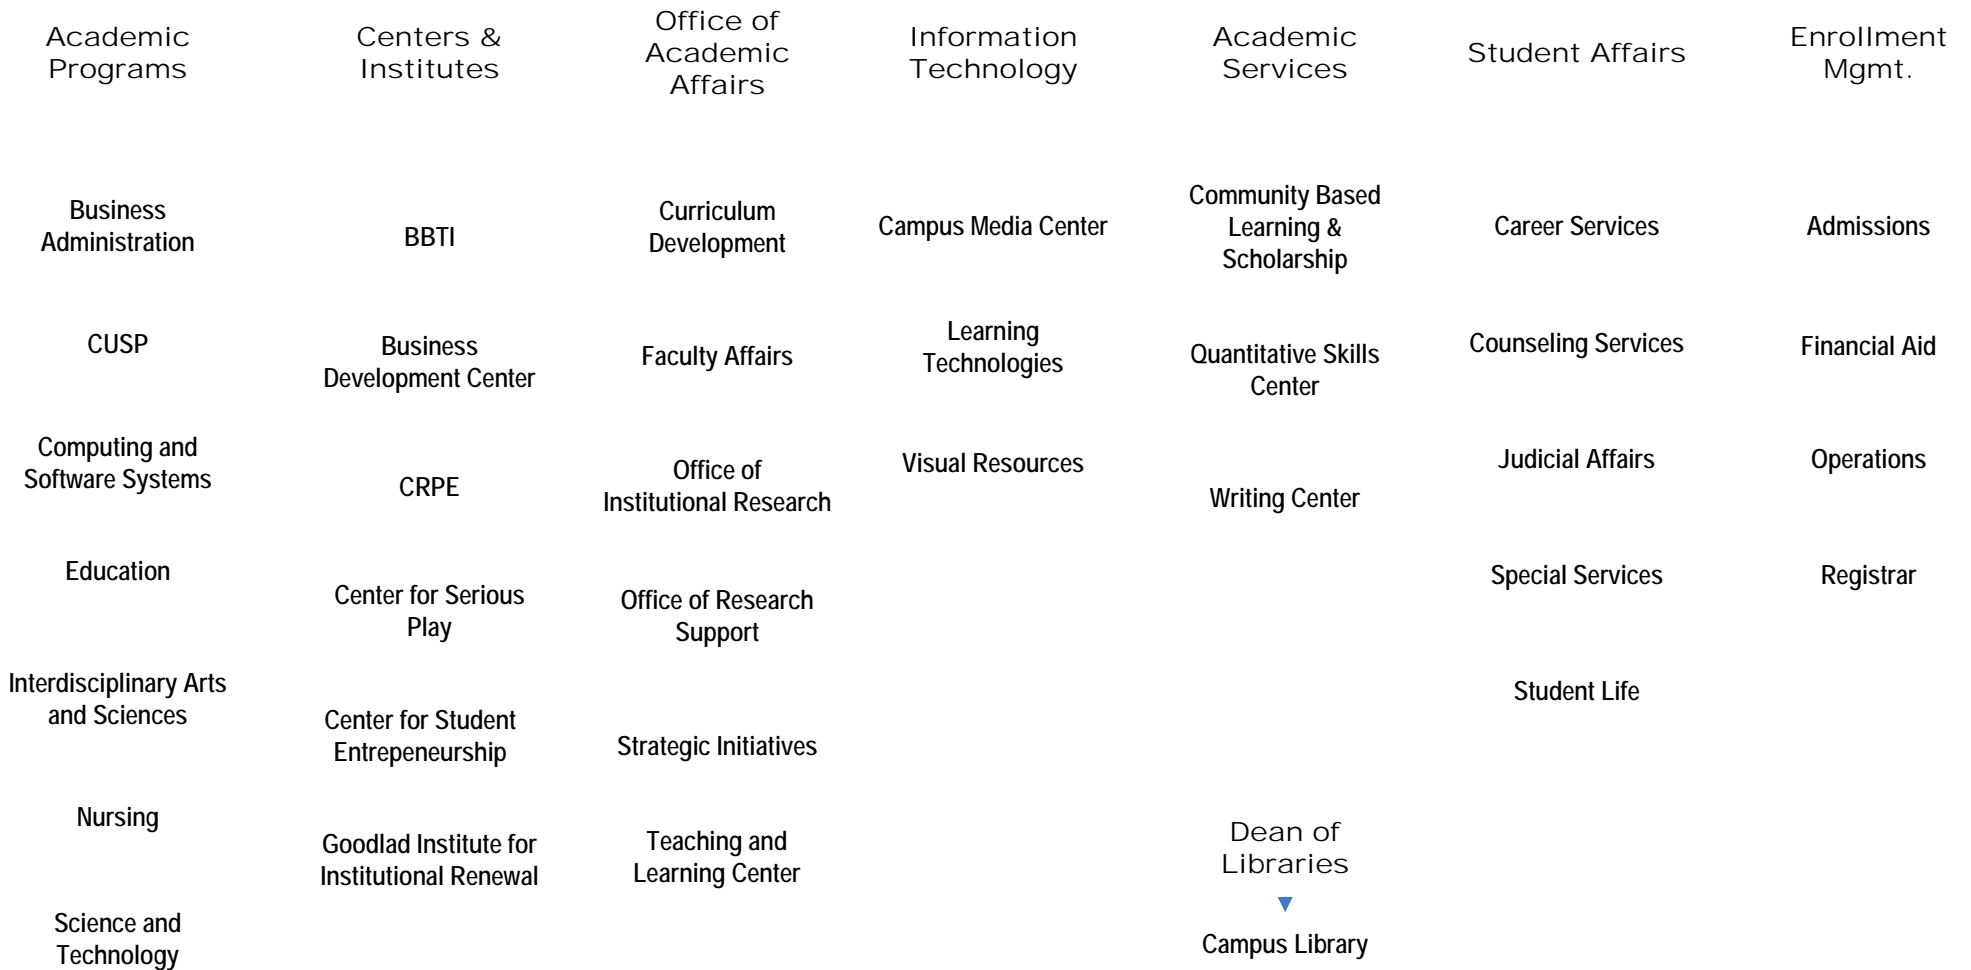 Academic
Programs
Business
Administration
CUSP
Computing and
Software Systems
Education
Interdisciplinary Arts
and Sciences
Nursing
Science and
Technology
Centers &
Institutes
BBTI
Business
Development Center
CRPE
Center for Serious
Play
Center for Student
Entrepeneurship
Goodlad Institute for
Institutional Renewal
Office of
Academic
Affairs
Curriculum
Development
Faculty Affairs
Office of
Institutional Research
Office of Research
Support
Strategic Initiatives
Teaching and
Learning Center
Information
Technology
Campus Media Center
Learning
Technologies
Visual Resources
Academic
Services
Community Based
Learning &
Scholarship
Quantitative Skills
Center
Writing Center
Dean of
Libraries
Campus Library
Student Affairs
Career Services
Counseling Services
Judicial Affairs
Special Services
Student Life
Enrollment
Mgmt.
Admissions
Financial Aid
Operations
Registrar